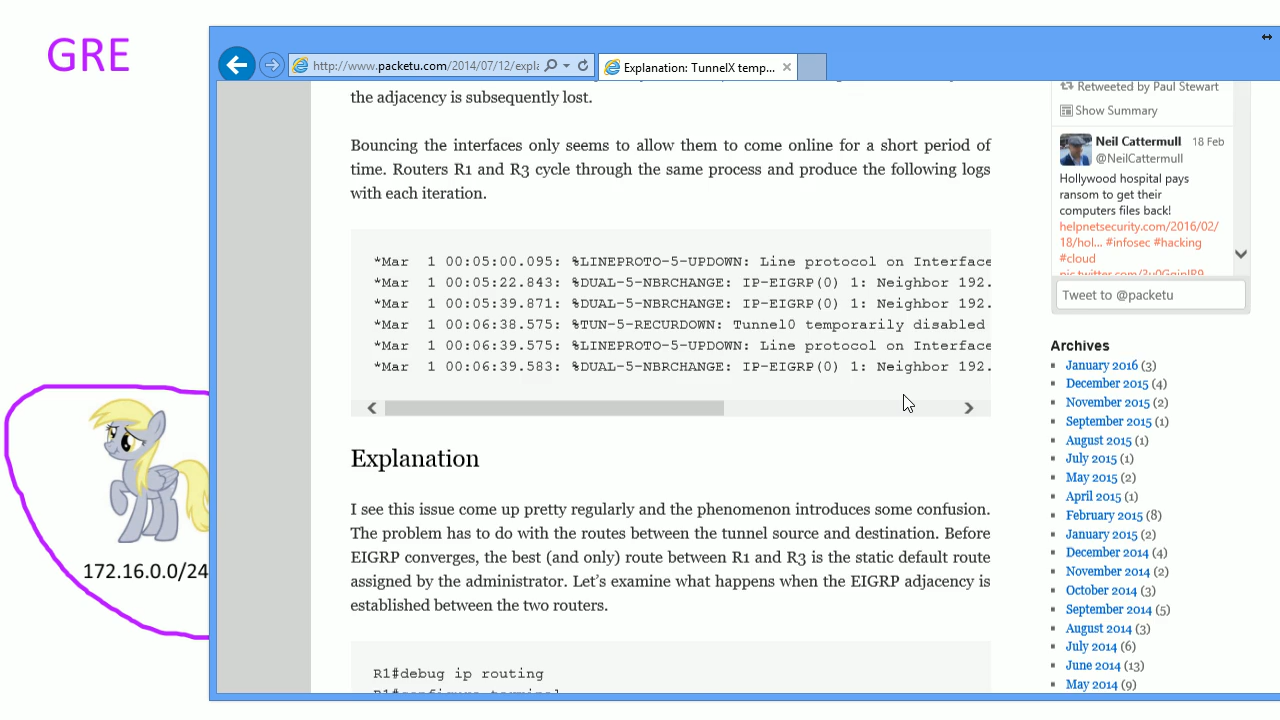 GRE
http://www.packetu.com/2014/07/12/expla
Explanation: TunnelX temp...
the adjacency is subsequently lost.
Bouncing the interfaces only seems to allow them to come online for a short period of
time. Routers R1 and R3 cycle through the same process and produce the following logs
with each iteration.
*Mar 1 00:05:00.095: %LINEPROTO-5-UPDOWN: Line protocol on Interface
*Mar 1 00:05:22.843: %DUAL-5-NBRCHANGE: IP-EIGRP(0) 1: Neighbor 192.
*Mar 1 00:05:39.871: %DUAL-5-NBRCHANGE: IP-EIGRP(0) 1: Neighbor 192.
*Mar 1 00:06:38.575: %TUN-5-RECURDOWN: Tunnel0 temporarily disabled
*Mar 1 00:06:39.575: %LINEPROTO-5-UPDOWN: Line protocol on Interface
*Mar 1 00:06:39.583: %DUAL-5-NBRCHANGE: IP-EIGRP(0) 1: Neighbor 192.
Explanation
I see this issue come up pretty regularly and the phenomenon introduces some confusion.
The problem has to do with the routes between the tunnel source and destination. Before
EIGRP converges, the best (and only) route between R1 and R3 is the static default route
assigned by the administrator. Let's examine what happens when the EIGRP adjacency is
established between the two routers.
R1#debug ip routing
R1#configure terminal
Retweeted by Paul Stewart
Show Summary
Neil Cattermull 18 Feb
@NeilCattermull
Hollywood hospital pays
ransom to get their
computers files back!
helpnetsecurity.com/2016/02/
18/hol... #infosec #hacking
#cloud
Tweet to @packetu
Archives
January 2016 (3)
December 2015 (4)
November 2015 (2)
September 2015 (1)
August 2015 (1)
July 2015 (1)
May 2015 (2)
April 2015 (1)
February 2015 (8)
January 2015 (2)
December 2014 (4)
November 2014 (2)
October 2014 (3)
September 2014 (5)
August 2014 (3)
July 2014 (6)
June 2014 (13)
May 2014 (9)
172.16.0.0/24